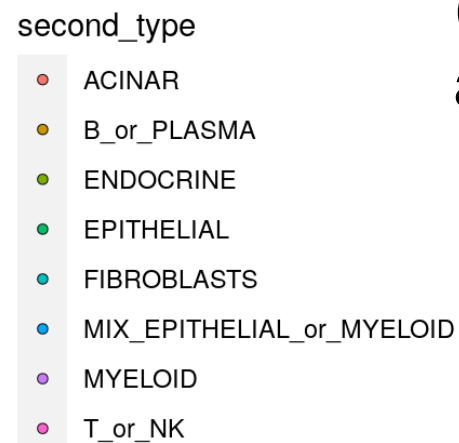 second_type
ACINAR
B_or_PLASMA
ENDOCRINE
EPITHELIAL
FIBROBLASTS
MIX_EPITHELIAL_or_MYELOID
MYELOID
T_or_NK